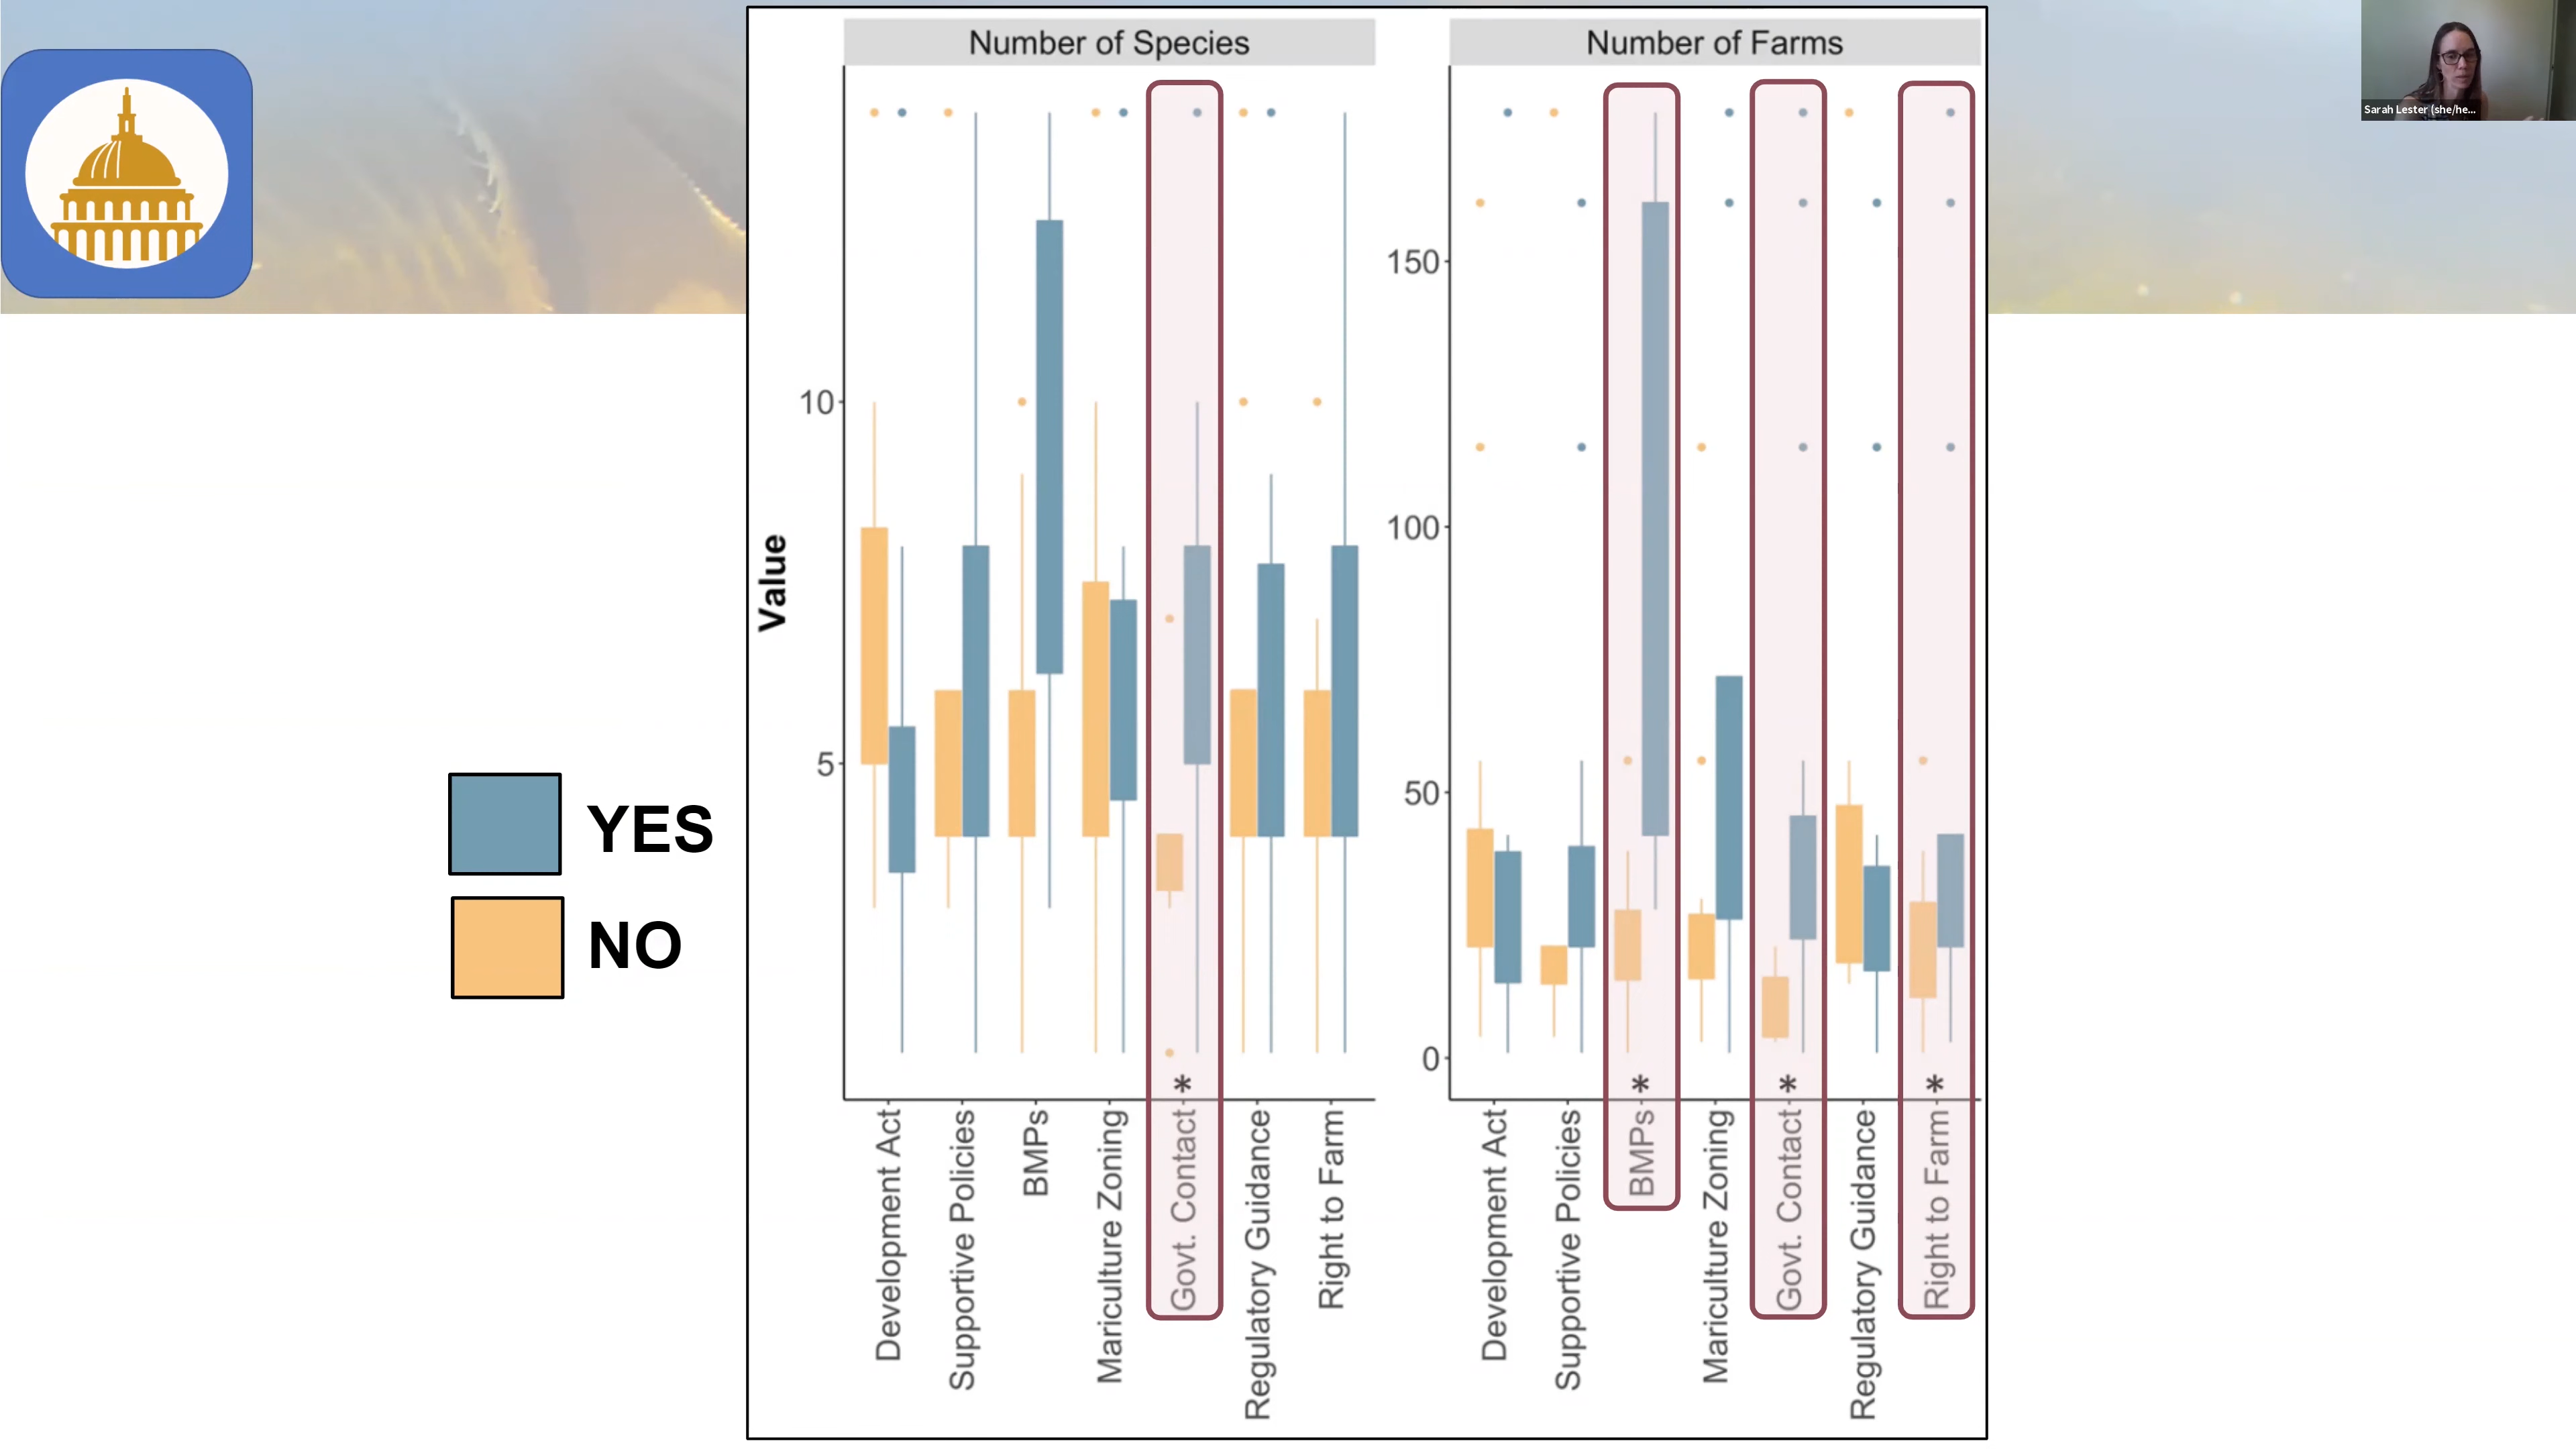 Number of Species
Number of Farms
Sarah Lester (she/he...
Value
10
5
150
100
50
0
YES
NO
*
*
*
*
Development Act
Supportive Policies
BMPs
Mariculture Zoning
Govt. Contact
Regulatory Guidance
Right to Farm
Development Act
Supportive Policies
BMPs
Mariculture Zoning
Govt. Contact
Regulatory Guidance
Right to Farm